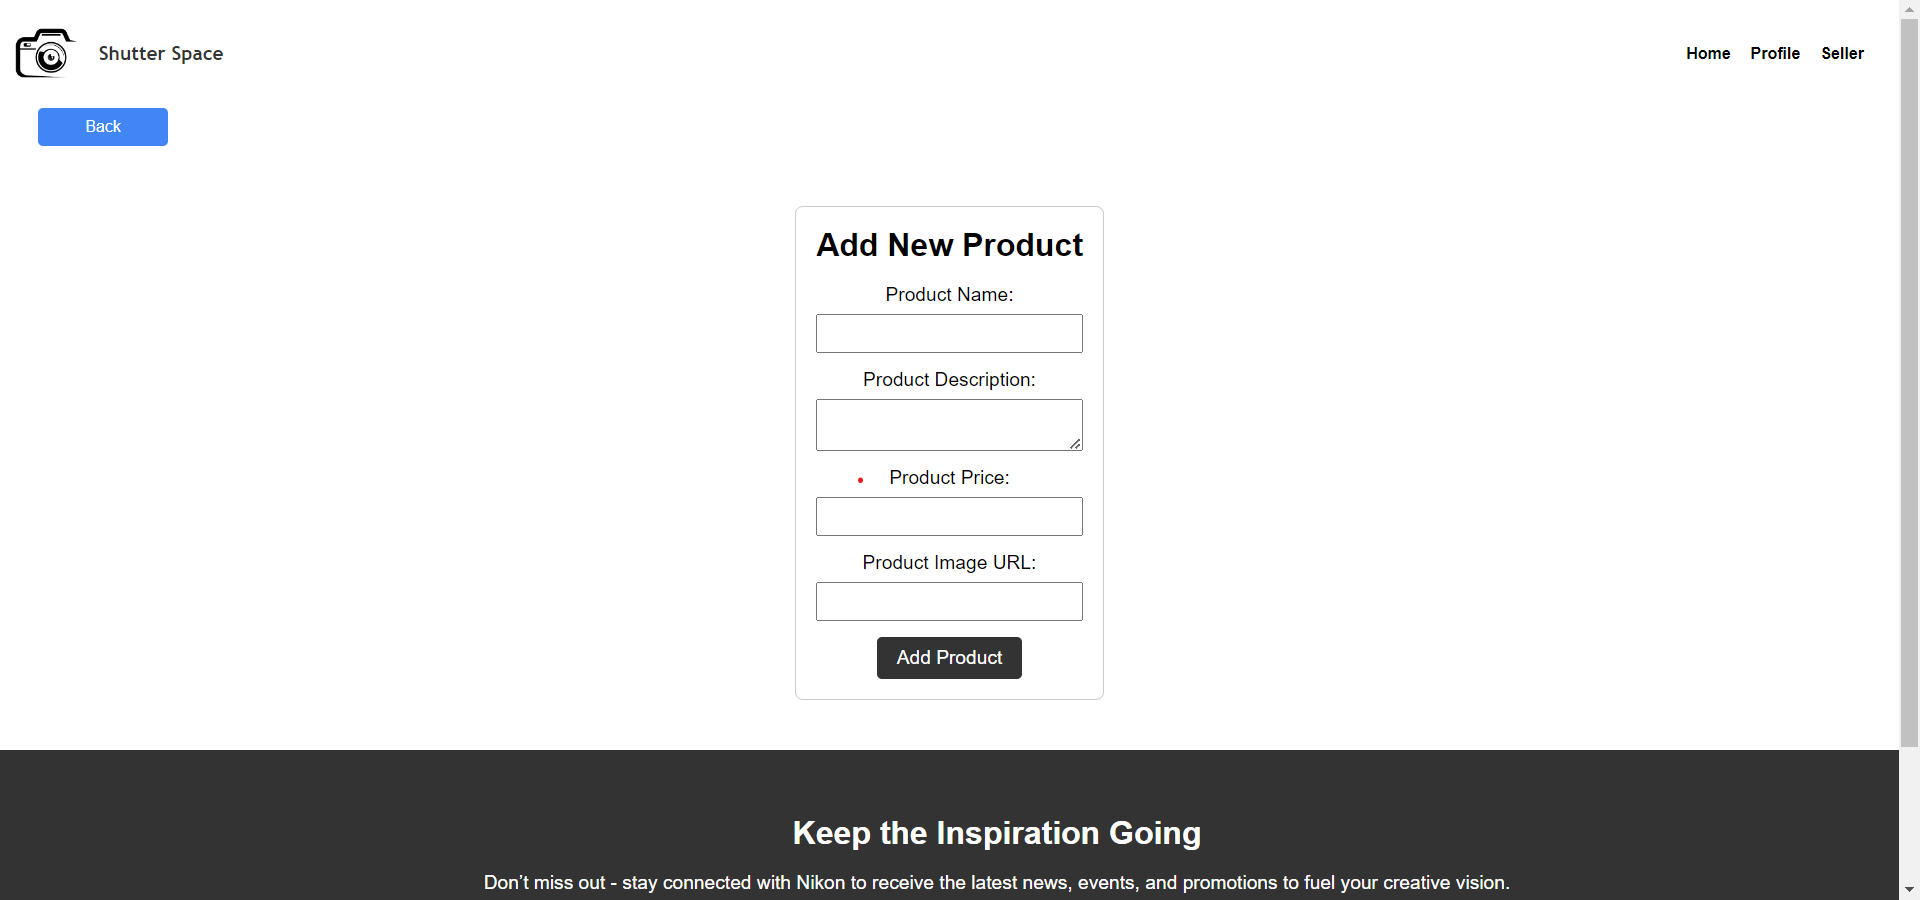 Shutter Space
Home Profile Seller
Back
Add New Product
Product Name:
Product Description:
Product Price:
Product Image URL:
Add Product
Keep the Inspiration Going
Don’t miss out - stay connected with Nikon to receive the latest news, events, and promotions to fuel your creative vision.